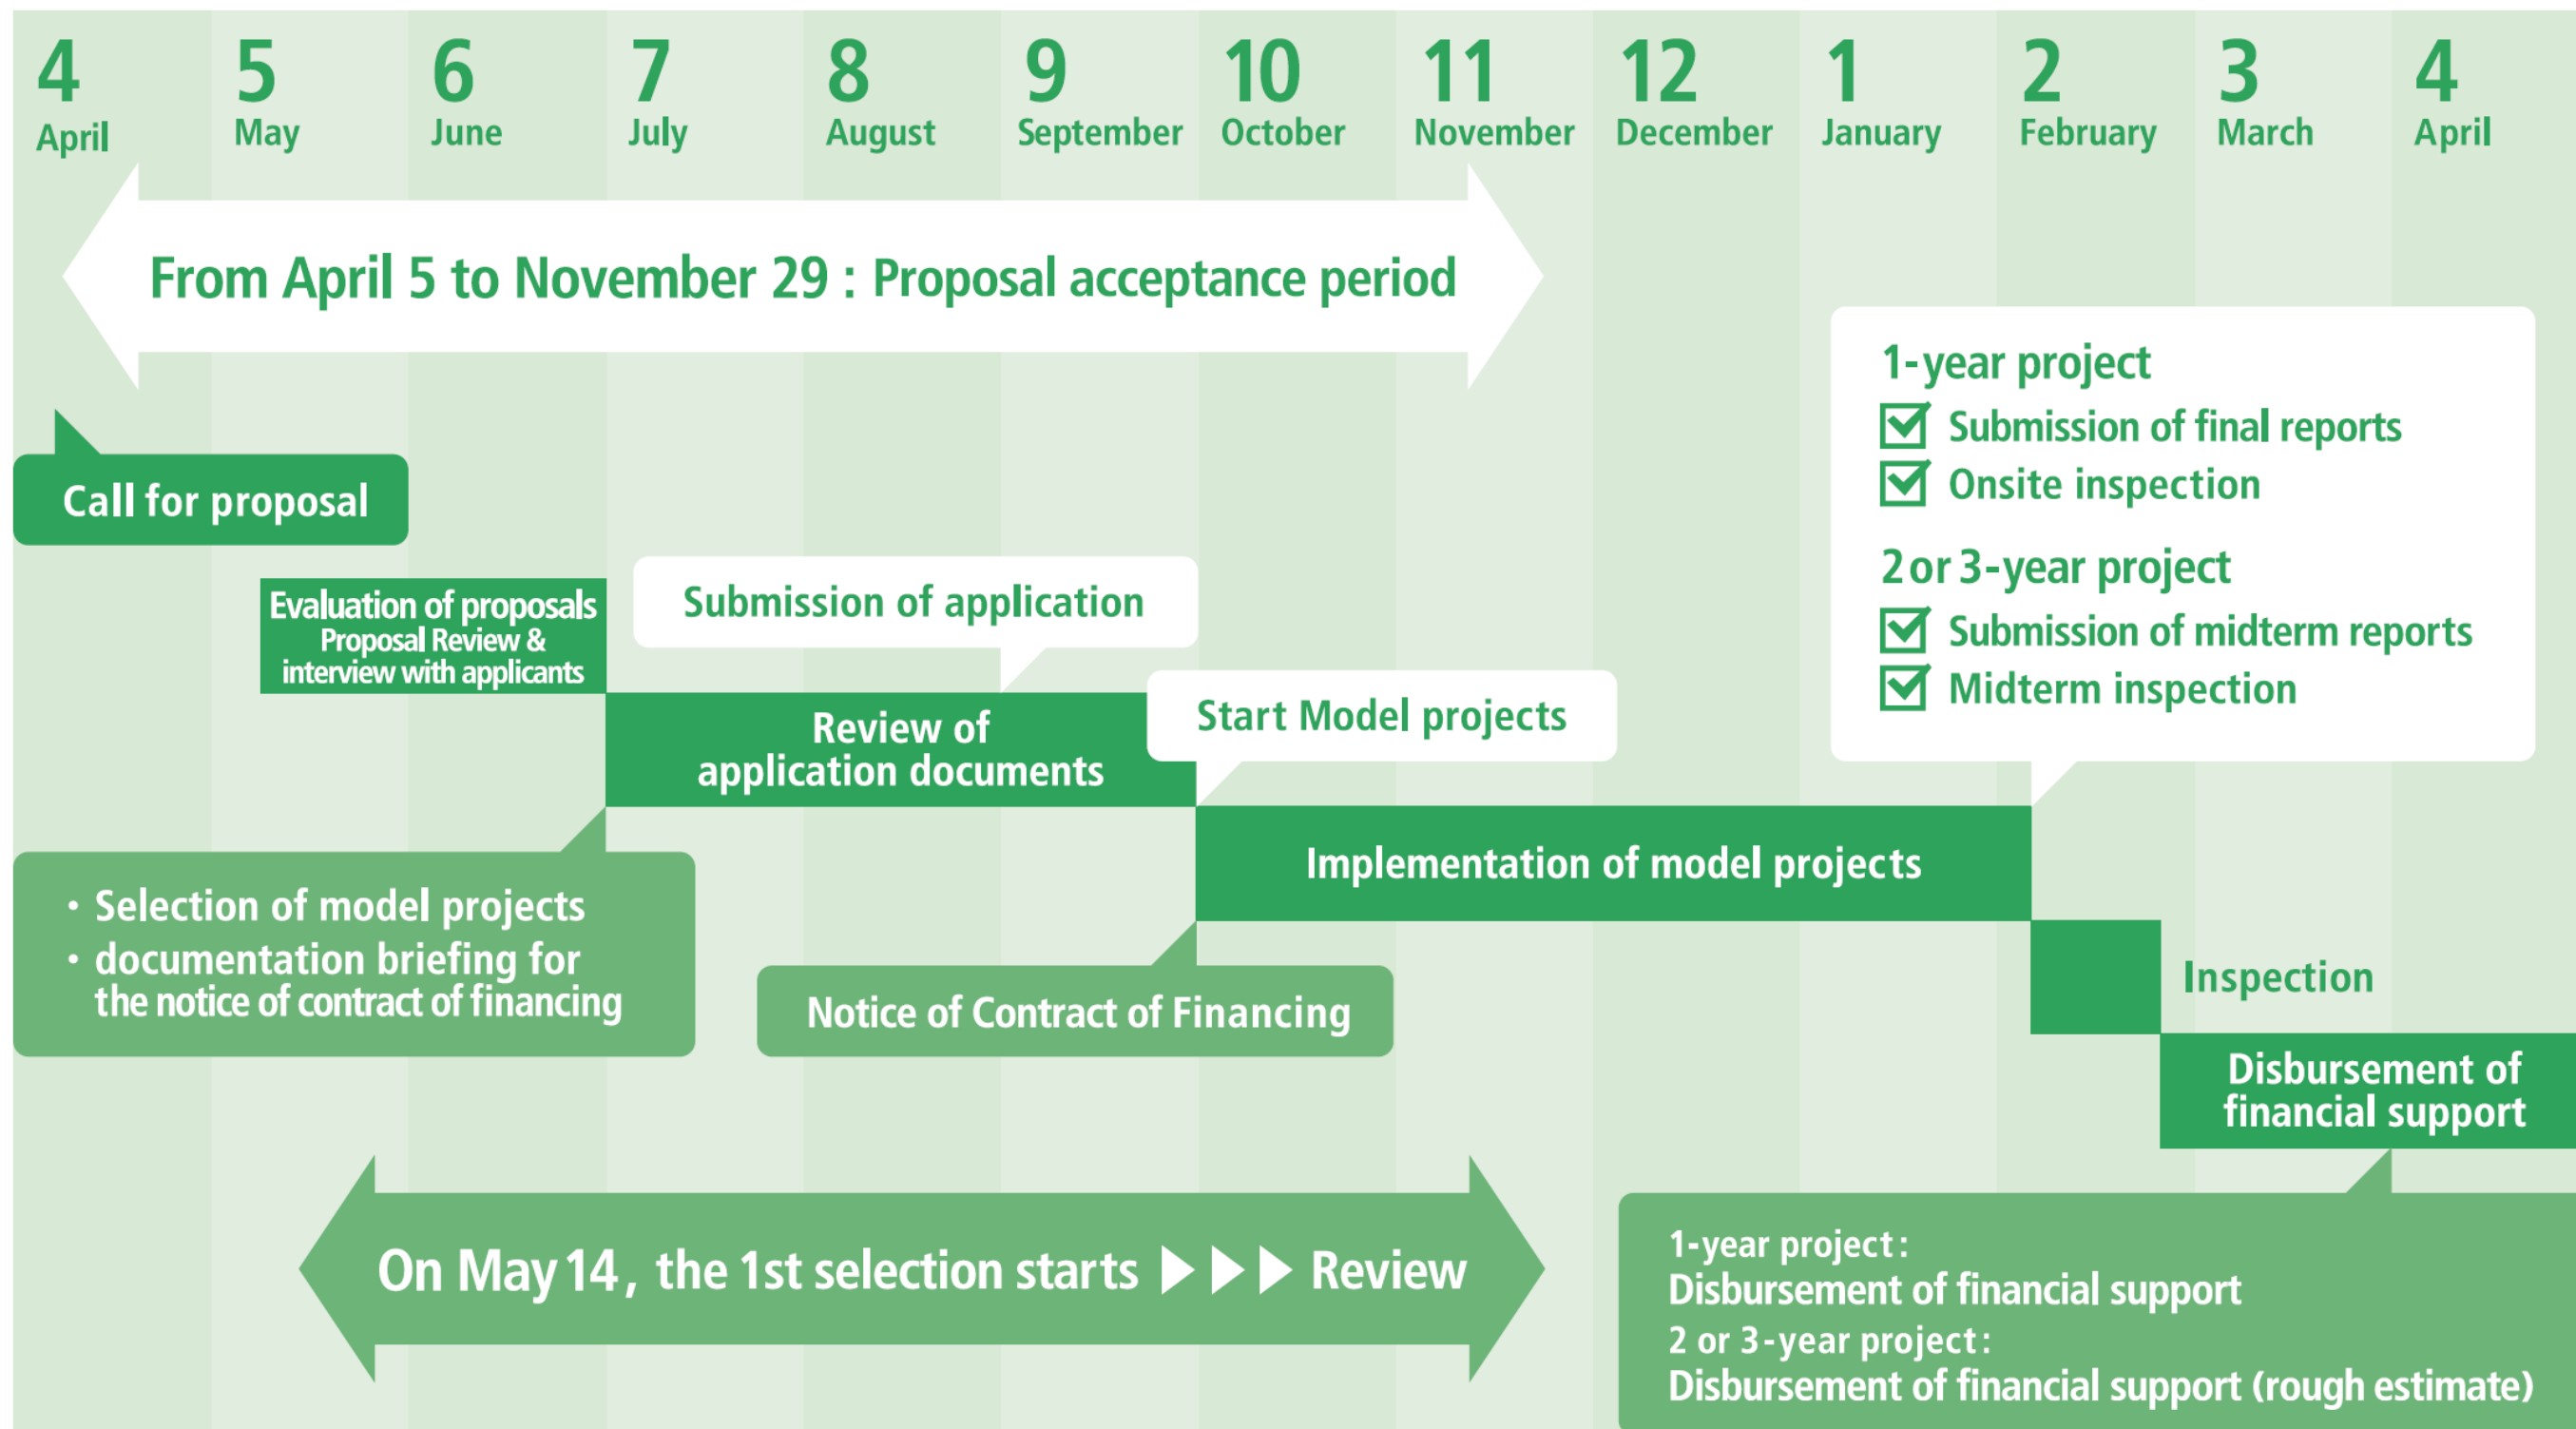 4 5 6 7 8 9 10 11 12 1 2 3 4
April May June July August September October November December January February March April
From April 5 to November 29 : Proposal acceptance period
1-year project
Submission of final reports
Onsite inspection
2 or 3-year project
Submission of midterm reports
Midterm inspection
Call for proposal
Evaluation of proposals
Proposal Review &
interview with applicants
Submission of application
Review of
application documents
Start Model projects
・Selection of model projects
・documentation briefing for
the notice of contract of financing
Implementation of model projects
Notice of Contract of Financing
Inspection
Disbursement of
financial support
On May 14, the 1st selection starts ▶▶▶ Review
1-year project:
Disbursement of financial support
2 or 3-year project:
Disbursement of financial support (rough estimate)